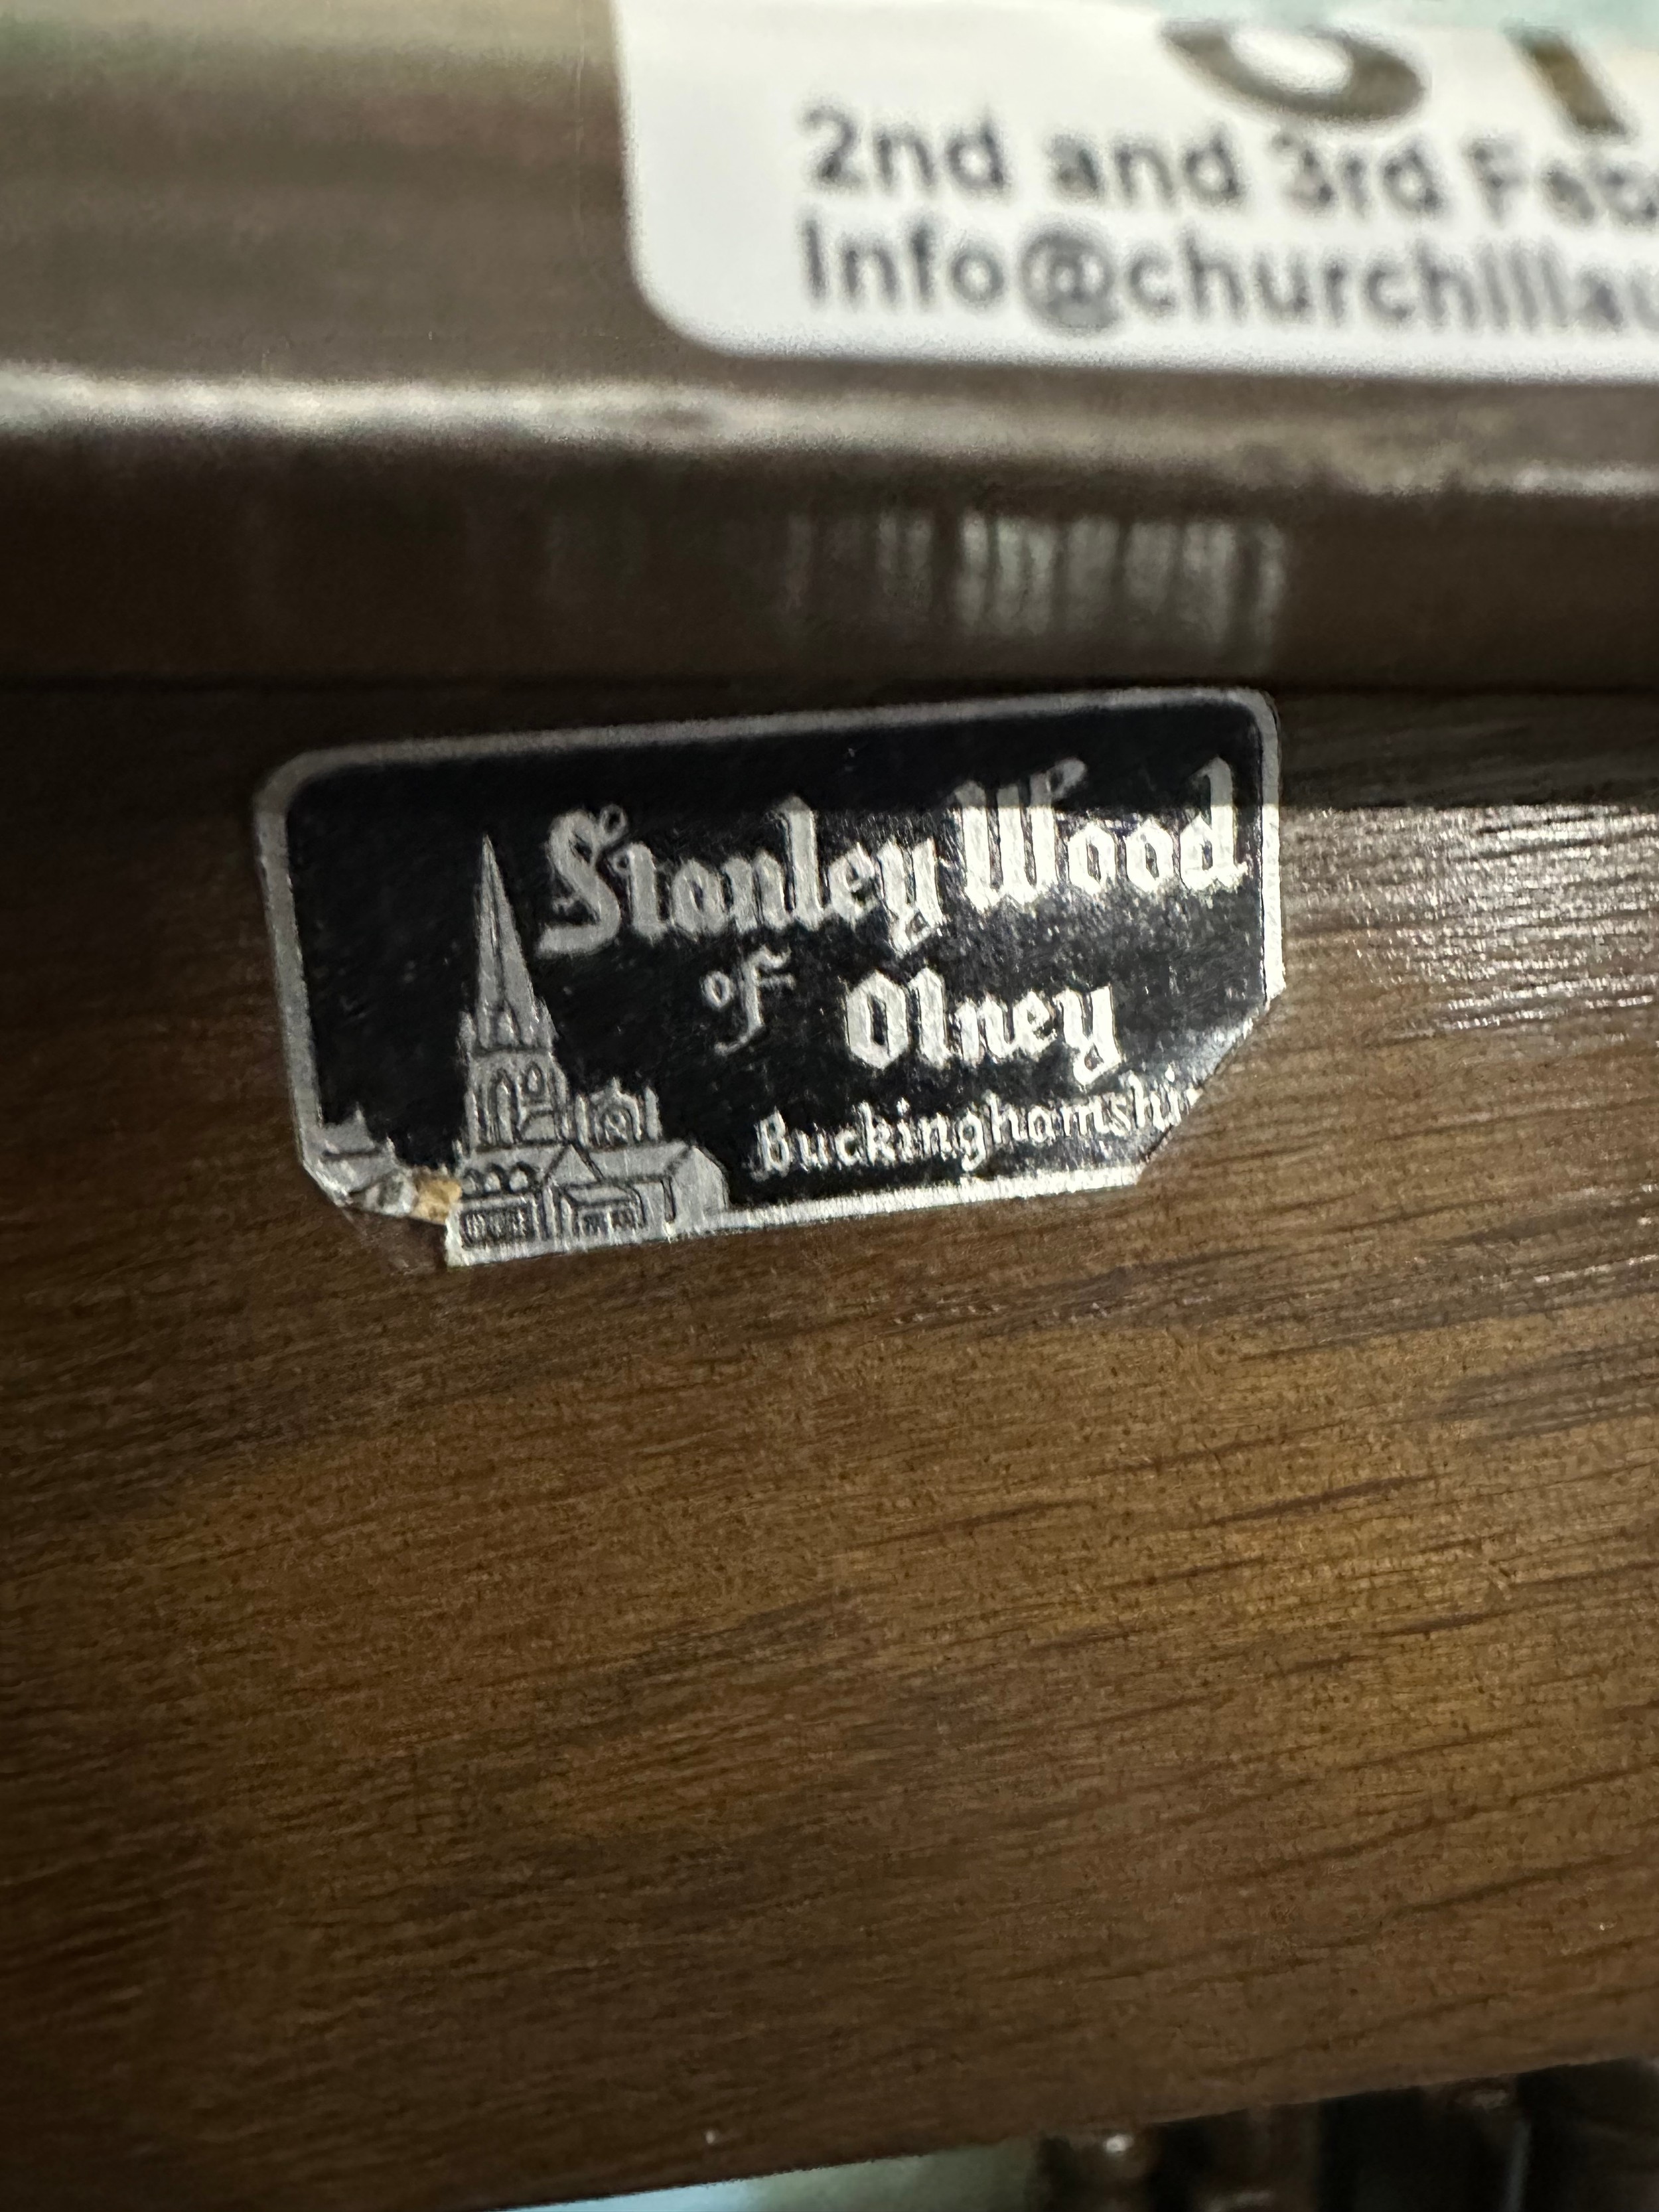 2nd and 3rd Feb
Info@churchillau
Stanley Wood
of Olney
Buckinghamshi